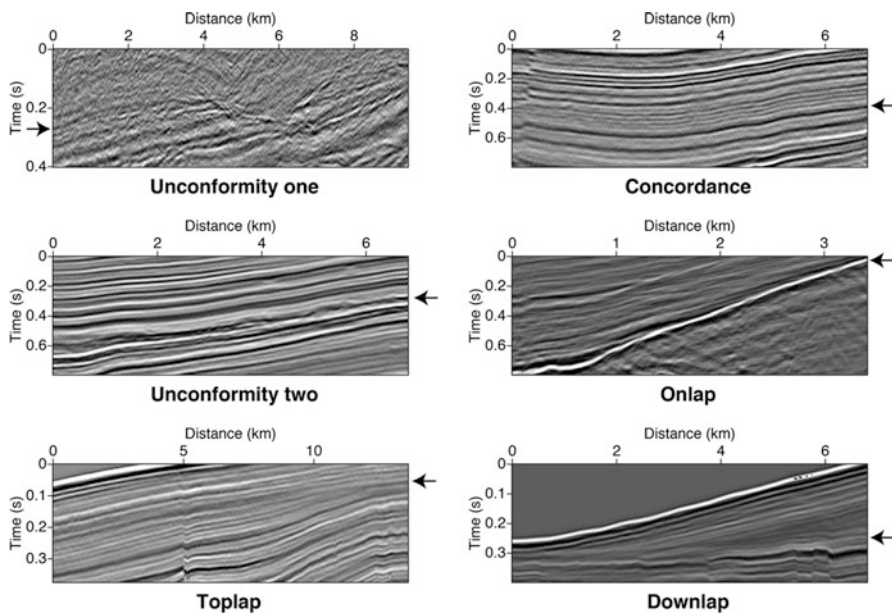 Distance (km)
0 2 4 6 8
Time (s)
0
0.2
0.4
Unconformity one
Distance (km)
0 2 4 6
Time (s)
0
0.2
0.4
0.6
Concordance
Distance (km)
0 2 4 6
Time (s)
0
0.2
0.4
0.6
Unconformity two
Distance (km)
0 1 2 3
Time (s)
0
0.2
0.4
0.6
Onlap
Distance (km)
0 5 10
Time (s)
0
0.1
0.2
0.3
Toplap
Distance (km)
0 2 4 6
Time (s)
0
0.1
0.2
0.3
Downlap